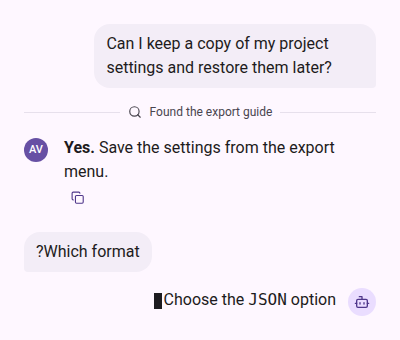 Can I keep a copy of my project
settings and restore them later?
Found the export guide
AV
Yes. Save the settings from the export
menu.
?Which format
Choose the JSON option